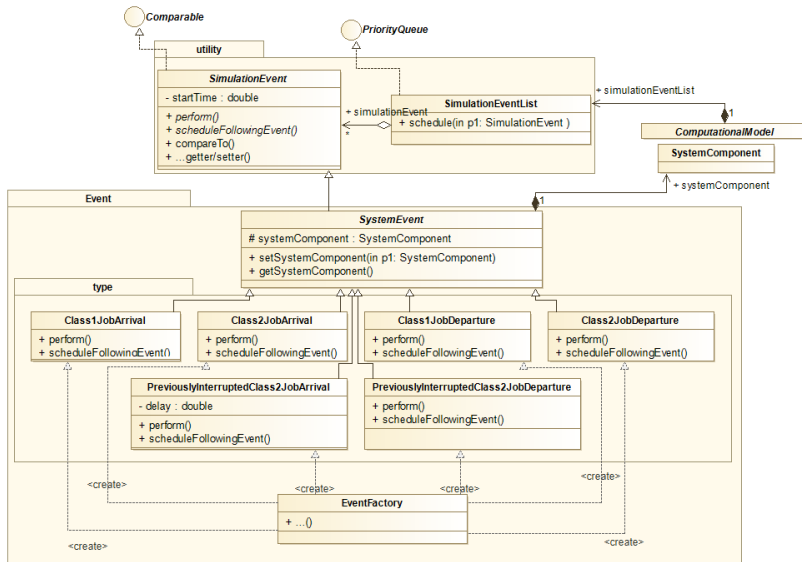 Comparable
PriorityQueue
utility
SimulationEvent
- startTime : double
+ perform()
+ scheduleFollowingEvent()
+ compareTo()
+ ...getter/setter()
+ simulationEvent
*
SimulationEventList
+ schedule(in p1: SimulationEvent )
+ simulationEventList
1
ComputationalModel
SystemComponent
+ systemComponent
1
Event
SystemEvent
# systemComponent : SystemComponent
+ setSystemComponent(in p1: SystemComponent)
+ getSystemComponent()
type
Class1JobArrival
+ perform()
+ scheduleFollowingEvent()
Class2JobArrival
+ perform()
+ scheduleFollowingEvent()
Class1JobDeparture
+ perform()
+ scheduleFollowingEvent()
Class2JobDeparture
+ perform()
+ scheduleFollowingEvent()
PreviouslyInterruptedClass2JobArrival
- delay : double
+ perform()
+ scheduleFollowingEvent()
PreviouslyInterruptedClass2JobDeparture
+ perform()
+ scheduleFollowingEvent()
<create>
<create>
<create>
<create>
EventFactory
+ ...()
<create>
<create>